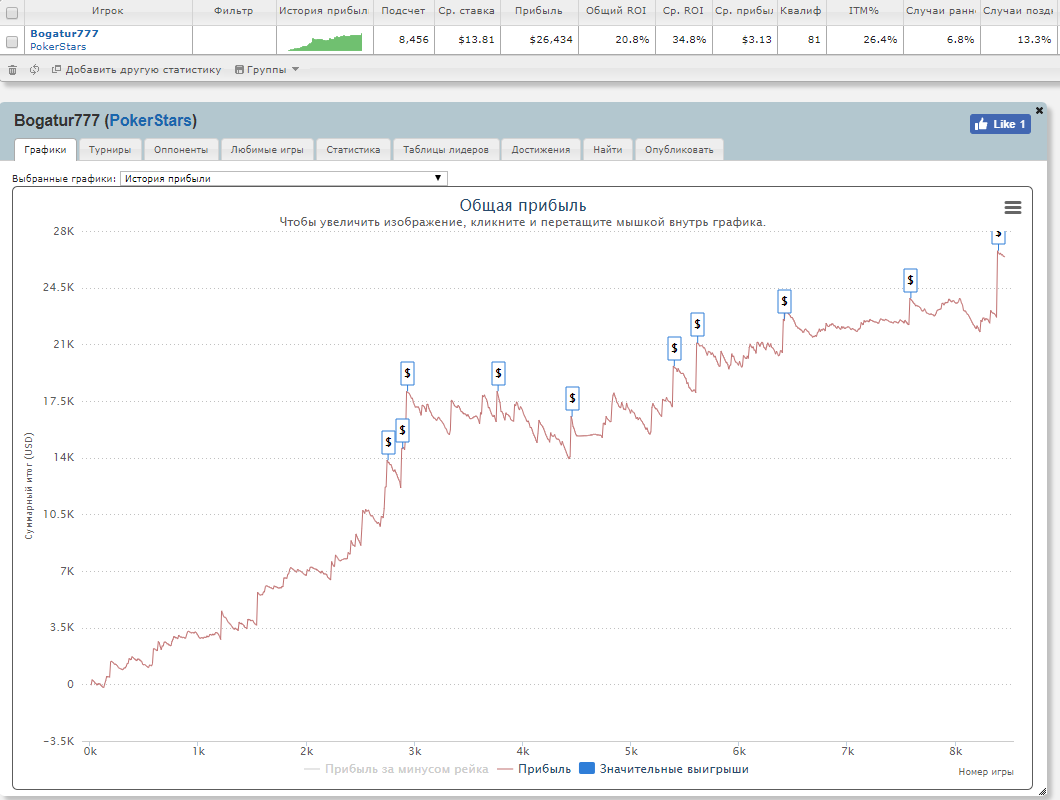 Игрок Фильтр История прибыл Подсчет Ср. ставка Прибыль Общий ROI Ср. ROI Ср. прибыл Квалиф ITM% Случаи ранн Случаи позд
Bogatur777 8,456 $13.81 $26,434 20.8% 34.8% $3.13 81 26.4% 6.8% 13.3%
PokerStars
Добавить другую статистику Группы
Bogatur777 (PokerStars)
Like 1
Графики Турниры Оппоненты Любимые игры Статистика Таблицы лидеров Достижения Найти Опубликовать
Выбранные графики: История прибыли
Общая прибыль
Чтобы увеличить изображение, кликните и перетащите мышкой внутрь графика.
28K
$
$
24.5K
$
$
21K
$
$ $
17.5K
$
$
$
14K
Суммарный итог (USD)
10.5K
7K
3.5K
0
−3.5K
0k 1k 2k 3k 4k 5k 6k 7k 8k
Прибыль за минусом рейка Прибыль Значительные выигрыши
Номер игры